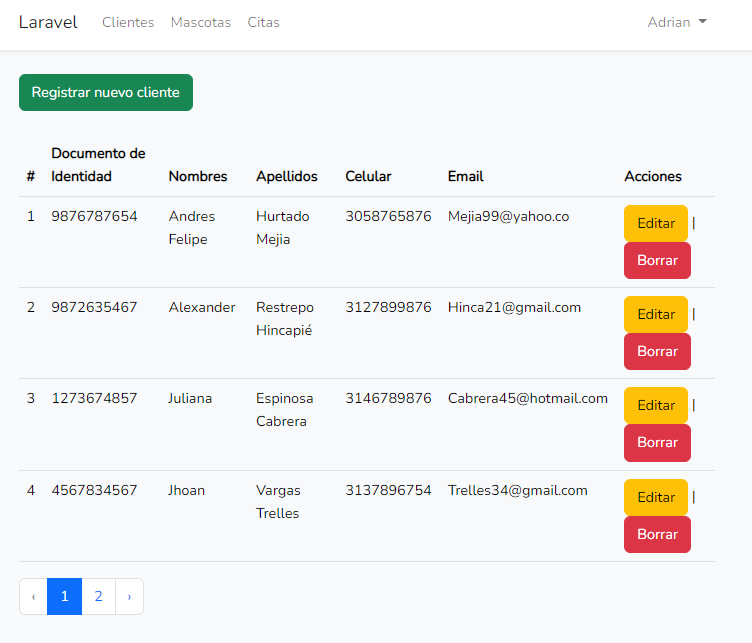 Laravel Clientes Mascotas Citas Adrian
Registrar nuevo cliente
# Documento de Identidad Nombres Apellidos Celular Email Acciones
1 9876787654 Andres Felipe Hurtado Mejia 3058765876 Mejia99@yahoo.co Editar |
Borrar
2 9872635467 Alexander Restrepo Hincapié 3127899876 Hinca21@gmail.com Editar |
Borrar
3 1273674857 Juliana Espinosa Cabrera 3146789876 Cabrera45@hotmail.com Editar |
Borrar
4 4567834567 Jhoan Vargas Trelles 3137896754 Trelles34@gmail.com Editar |
Borrar
‹ 1 2 ›